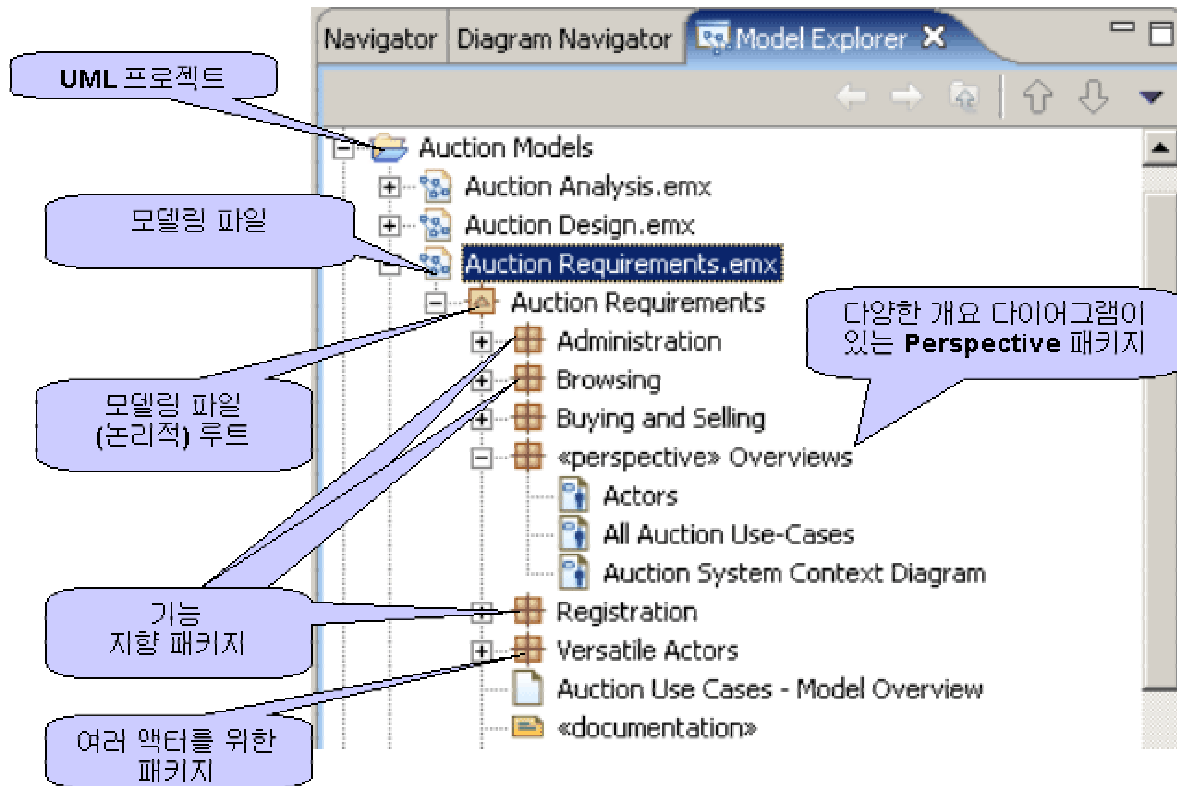 Navigator
Diagram Navigator
Model Explorer
UML 프로젝트
Auction Models
Auction Analysis.emx
모델링 파일
Auction Design.emx
Auction Requirements.emx
Auction Requirements
다양한 개요 다이어그램이
있는 Perspective 패키지
Administration
Browsing
모델링 파일
(논리적) 루트
Buying and Selling
«perspective» Overviews
Actors
All Auction Use-Cases
Auction System Context Diagram
기능
지향 패키지
Registration
Versatile Actors
Auction Use Cases - Model Overview
«documentation»
여러 액터를 위한
패키지